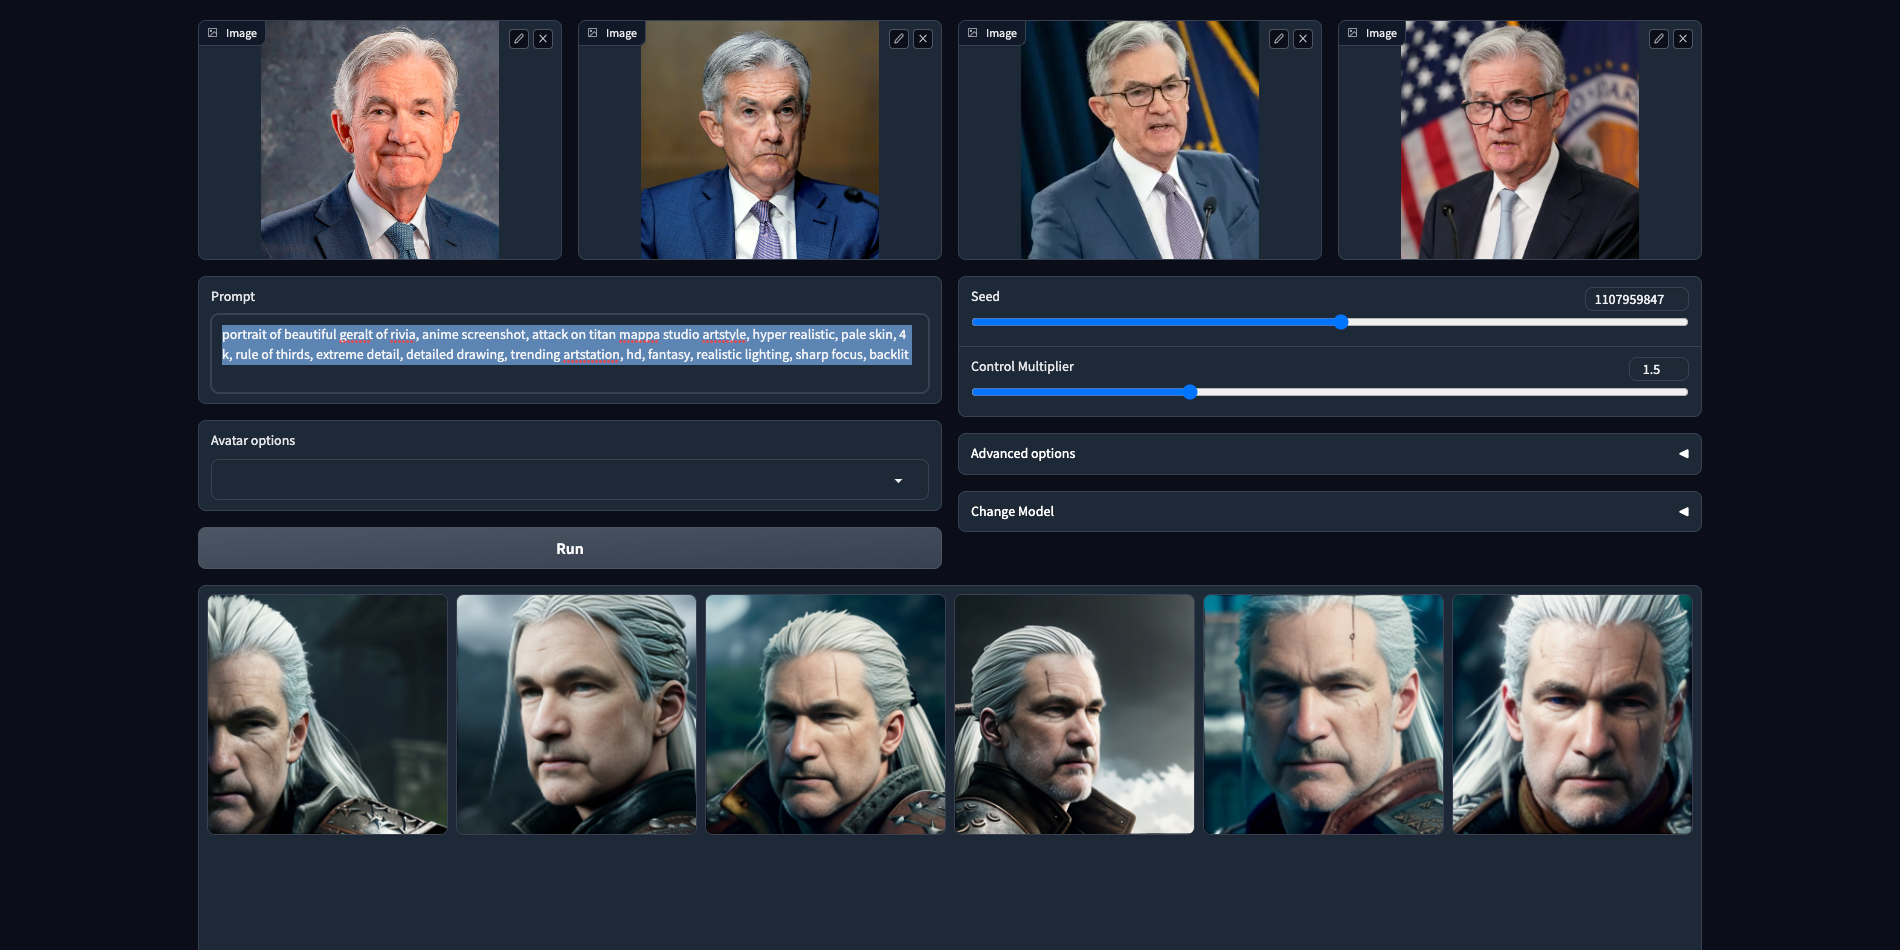 Image
Image
Image
Image
O PAR
Prompt
portrait of beautiful geralt of rivia, anime screenshot, attack on titan mappa studio artstyle, hyper realistic, pale skin, 4
k, rule of thirds, extreme detail, detailed drawing, trending artstation, hd, fantasy, realistic lighting, sharp focus, backlit
Seed
1107959847
Control Multiplier
1.5
Avatar options
Advanced options
Change Model
Run